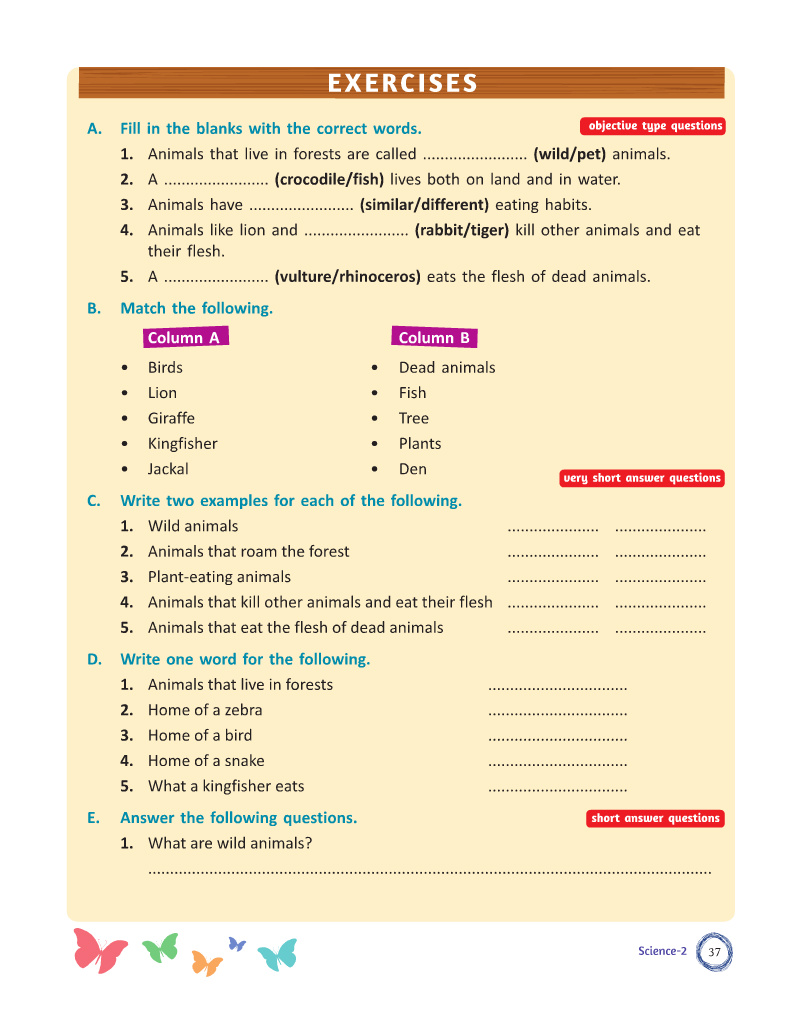 EXERCISES
A. Fill in the blanks with the correct words.
objective type questions
1. Animals that live in forests are called ........................ (wild/pet) animals.
2. A ........................ (crocodile/fish) lives both on land and in water.
3. Animals have ........................ (similar/different) eating habits.
4. Animals like lion and ........................ (rabbit/tiger) kill other animals and eat
their flesh.
5. A ........................ (vulture/rhinoceros) eats the flesh of dead animals.
B. Match the following.
Column A Column B
• Birds • Dead animals
• Lion • Fish
• Giraffe • Tree
• Kingfisher • Plants
• Jackal • Den
very short answer questions
C. Write two examples for each of the following.
1. Wild animals ..................... .....................
2. Animals that roam the forest ..................... .....................
3. Plant-eating animals ..................... .....................
4. Animals that kill other animals and eat their flesh ..................... .....................
5. Animals that eat the flesh of dead animals ..................... .....................
D. Write one word for the following.
1. Animals that live in forests ................................
2. Home of a zebra ................................
3. Home of a bird ................................
4. Home of a snake ................................
5. What a kingfisher eats ................................
E. Answer the following questions.
short answer questions
1. What are wild animals?
.................................................................................................................................
Science-2 37